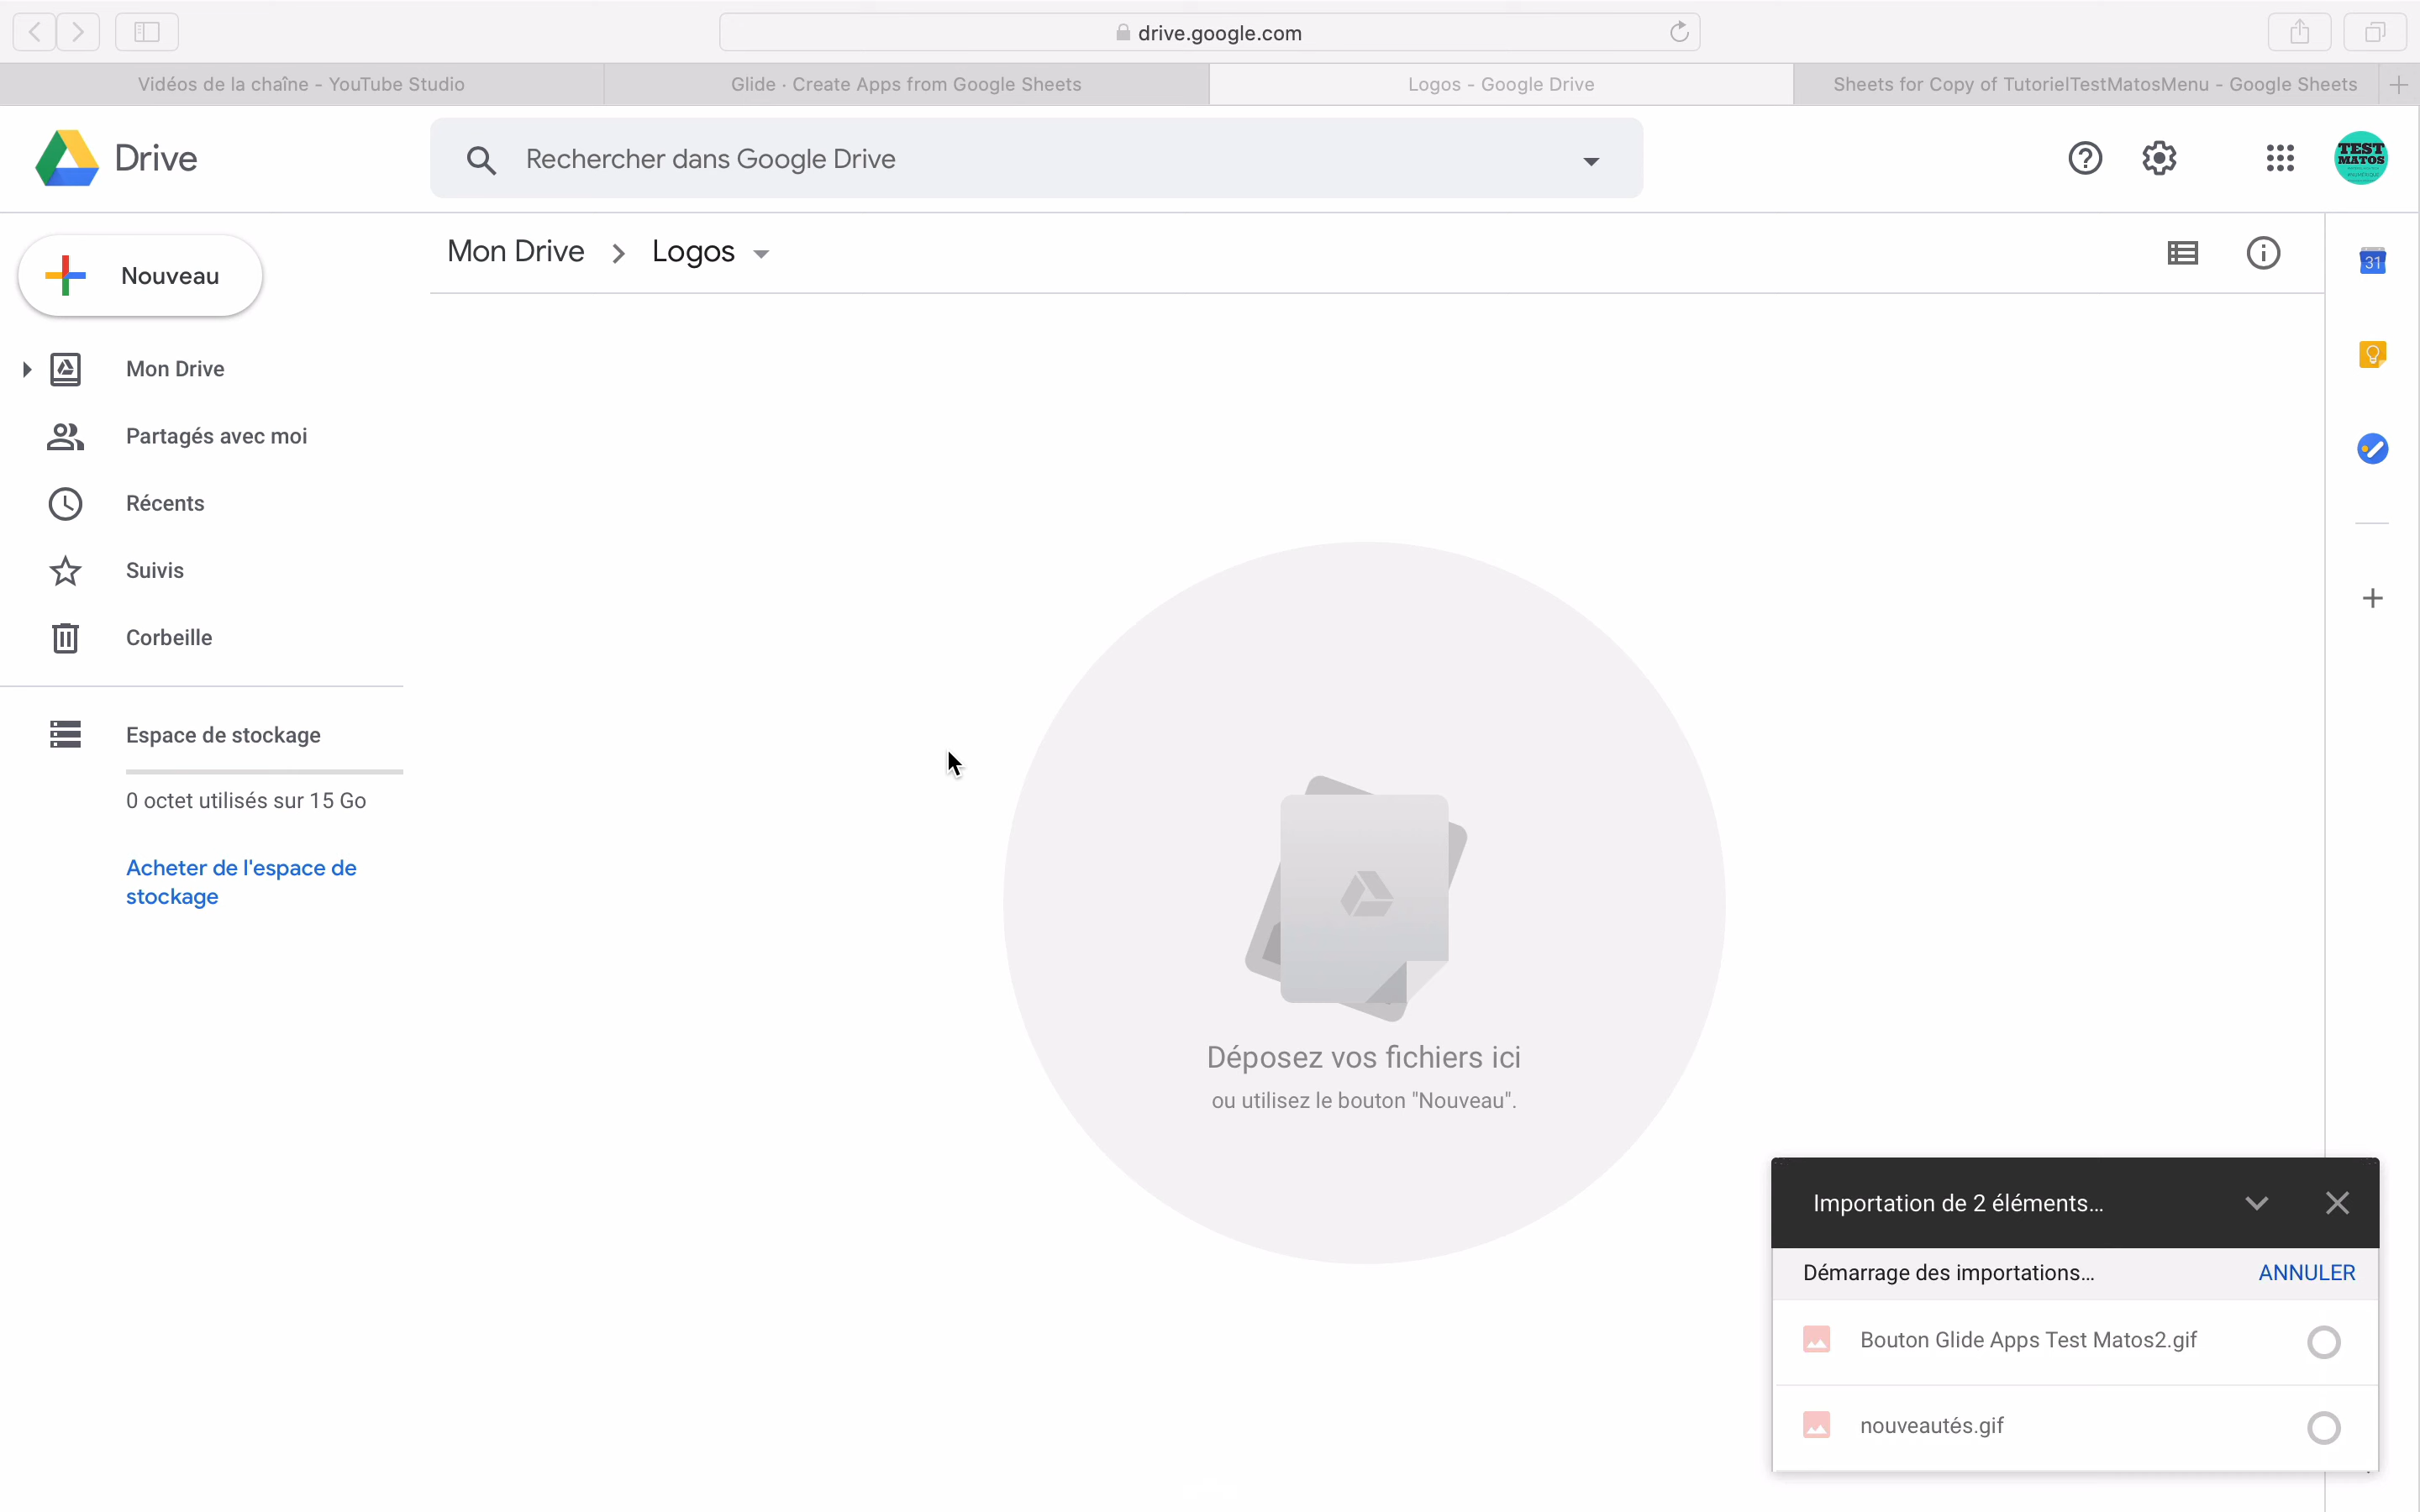 drive.google.com
Vidéos de la chaîne - YouTube Studio
Glide · Create Apps from Google Sheets
Logos - Google Drive
Sheets for Copy of TutorielTestMatosMenu - Google Sheets
Drive
Rechercher dans Google Drive
TEST
MATOS
Nouveau
Mon Drive
Logos
31
Mon Drive
Partagés avec moi
Récents
Suivis
Corbeille
Espace de stockage
0 octet utilisés sur 15 Go
Acheter de l'espace de
stockage
Déposez vos fichiers ici
ou utilisez le bouton "Nouveau".
Importation de 2 éléments...
Démarrage des importations...
ANNULER
Bouton Glide Apps Test Matos2.gif
nouveautés.gif